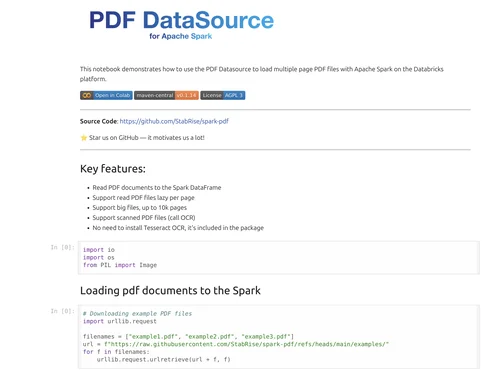 PDF DataSource
for Apache Spark
This notebook demonstrates how to use the PDF Datasource to load multiple page PDF files with Apache Spark on the Databricks
platform.
Open in Colab maven-central v0.1.14 License AGPL 3
Source Code: https://github.com/StabRise/spark-pdf
⭐ Star us on GitHub — it motivates us a lot!
Key features:
• Read PDF documents to the Spark DataFrame
• Support read PDF files lazy per page
• Support big files, up to 10k pages
• Support scanned PDF files (call OCR)
• No need to install Tesseract OCR, it's included in the package
In [0]:
import io
import os
from PIL import Image
Loading pdf documents to the Spark
In [0]:
# Downloading example PDF files
import urllib.request
filenames = ["example1.pdf", "example2.pdf", "example3.pdf"]
url = f"https://raw.githubusercontent.com/StabRise/spark-pdf/refs/heads/main/examples/"
for f in filenames:
    urllib.request.urlretrieve(url + f, f)